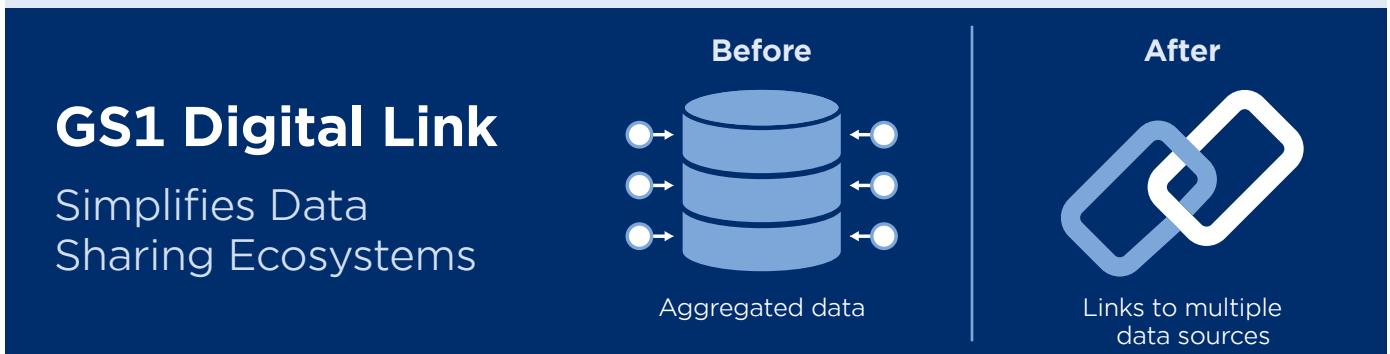 GS1 Digital Link
Simplifies Data
Sharing Ecosystems
Before
Aggregated data
After
Links to multiple
data sources